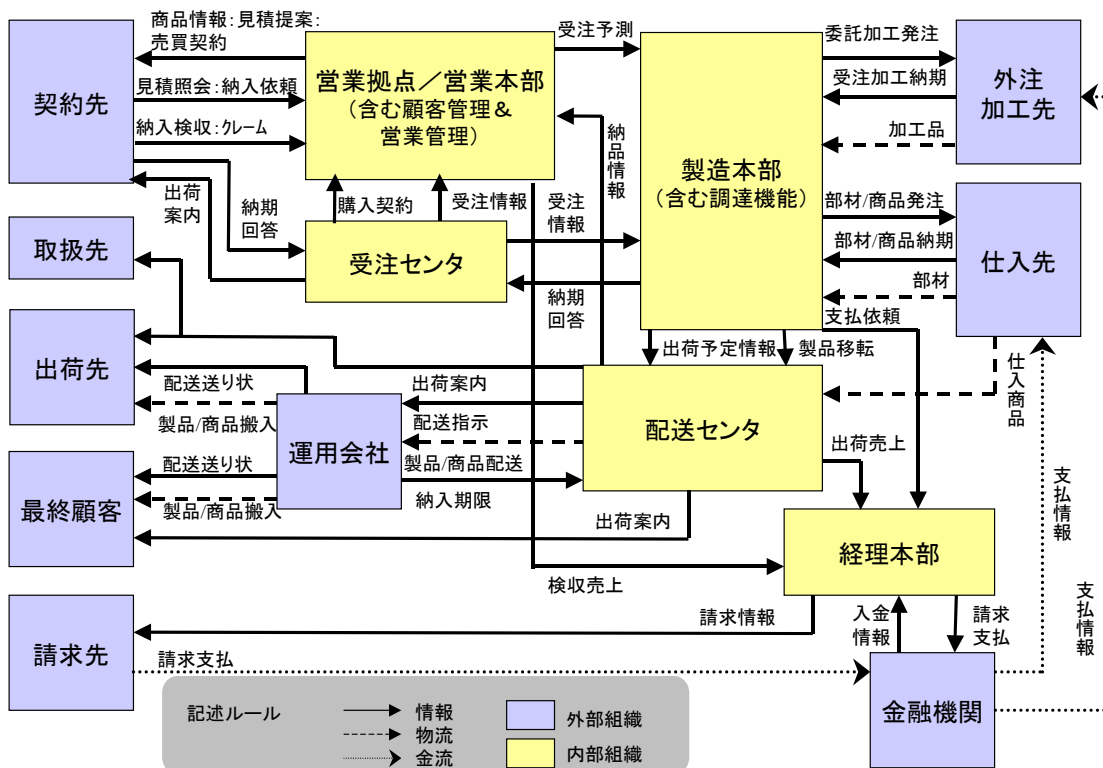 商品情報:見積提案:
売買契約
契約先
見積照会:納入依頼
納入検収:クレーム
出荷
案内
納期
回答
営業拠点／営業本部
(含む顧客管理＆
営業管理)
受注予測
納品情報
製造本部
(含む調達機能)
委託加工発注
受注加工納期
加工品
外注
加工先
購入契約
受注情報
受注
情報
受注センタ
納期
回答
部材/商品発注
部材/商品納期
部材
仕入先
取扱先
支払依頼
出荷予定情報
製品移転
仕入商品
出荷先
配送送り状
製品/商品搬入
運用会社
出荷案内
配送指示
製品/商品配送
納入期限
配送センタ
出荷売上
最終顧客
配送送り状
製品/商品搬入
出荷案内
経理本部
検収売上
支払情報
支払情報
請求先
請求情報
入金
情報
請求
支払
請求支払
金融機関
記述ルール
情報
物流
金流
外部組織
内部組織